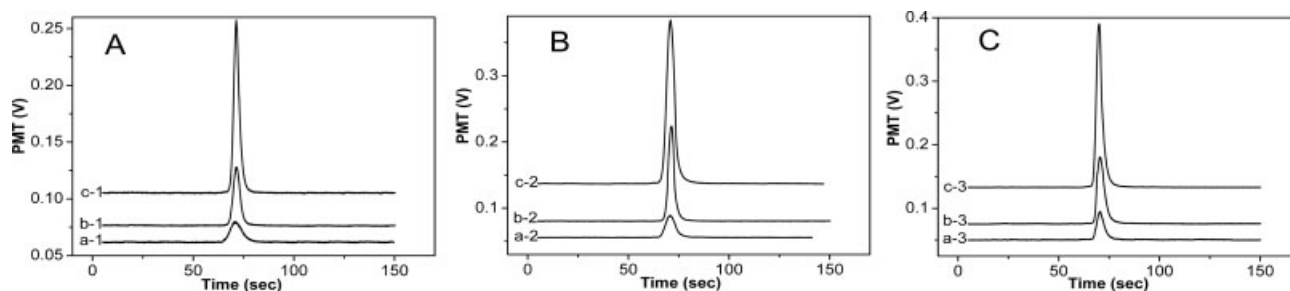 A
PMT (V)
0.25
0.20
0.15
0.10
0.05
c-1
b-1
a-1
0
50
100
150
Time (sec)
B
PMT (V)
0.3
0.2
0.1
c-2
b-2
a-2
0
50
100
150
Time (sec)
C
PMT (V)
0.4
0.3
0.2
0.1
c-3
b-3
a-3
0
50
100
150
Time (sec)